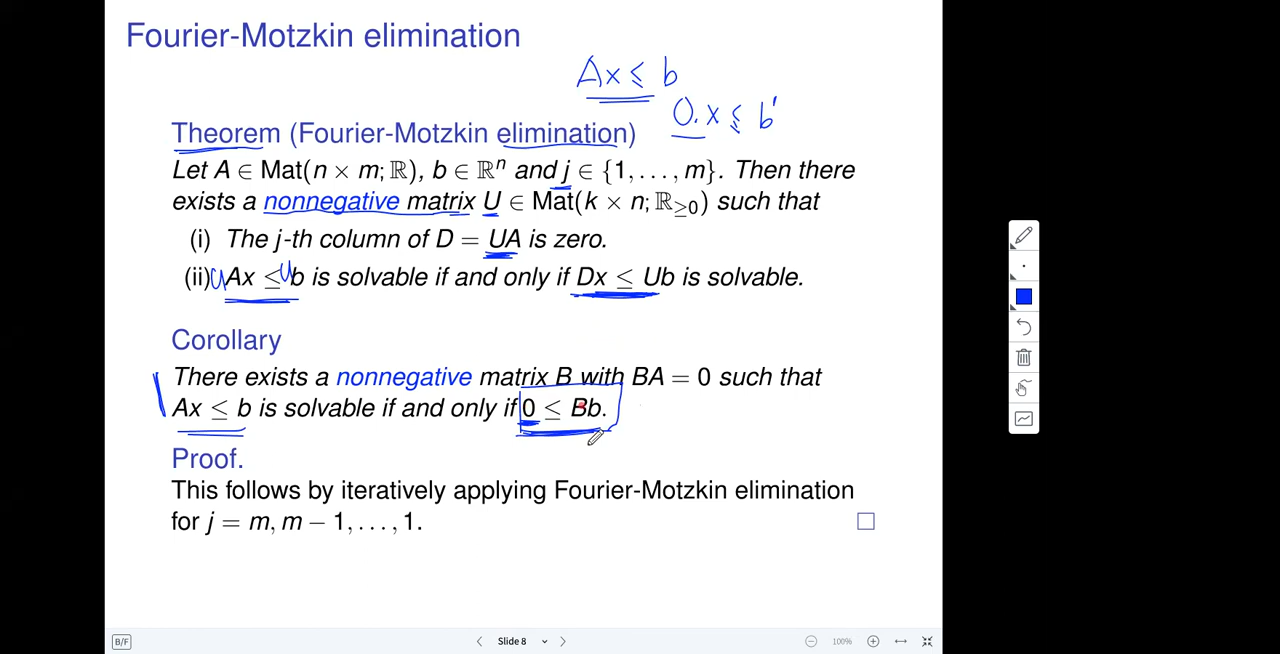 Fourier-Motzkin elimination
Ax ≤ b
0.x ≤ b'
Theorem (Fourier-Motzkin elimination)
Let A ∈ Mat(n × m; ℝ), b ∈ ℝⁿ and j ∈ {1, . . . , m}. Then there
exists a nonnegative matrix U ∈ Mat(k × n; ℝ≥0) such that
(i) The j-th column of D = UA is zero.
(ii) UAx ≤ Ub is solvable if and only if Dx ≤ Ub is solvable.
Corollary
There exists a nonnegative matrix B with BA = 0 such that
Ax ≤ b is solvable if and only if 0 ≤ Bb.
Proof.
This follows by iteratively applying Fourier-Motzkin elimination
for j = m, m − 1, . . . , 1.
B/F
Slide 8
100%